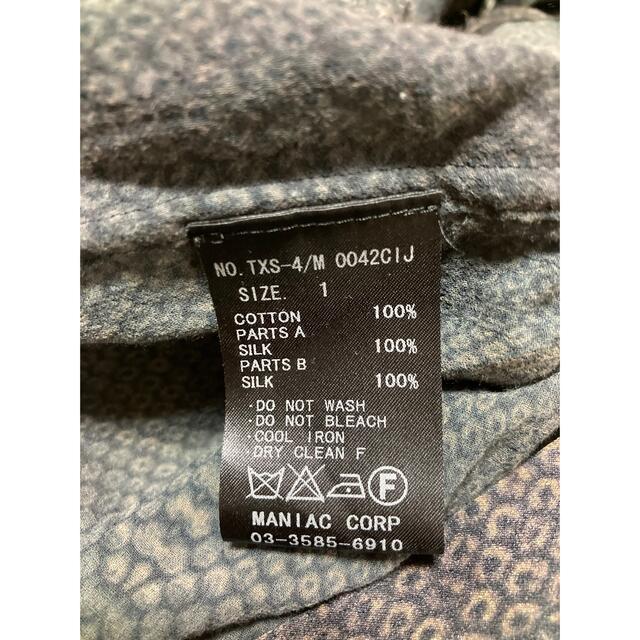 NO.TXS-4/M 0042CIJ
SIZE. 1
COTTON 100%
PARTS A
SILK 100%
PARTS B
SILK 100%
・DO NOT WASH
・DO NOT BLEACH
・COOL IRON
・DRY CLEAN F
F
MANIAC CORP
03-3585-6910